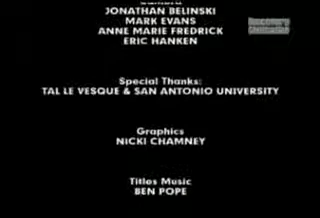 JONATHAN BELINSKI
MARK EVANS
ANNE MARIE FREDRICK
ERIC HANKEN
Special Thanks:
TAL LE VESQUE & SAN ANTONIO UNIVERSITY
Graphics
NICKI CHAMNEY
Titles Music
BEN POPE